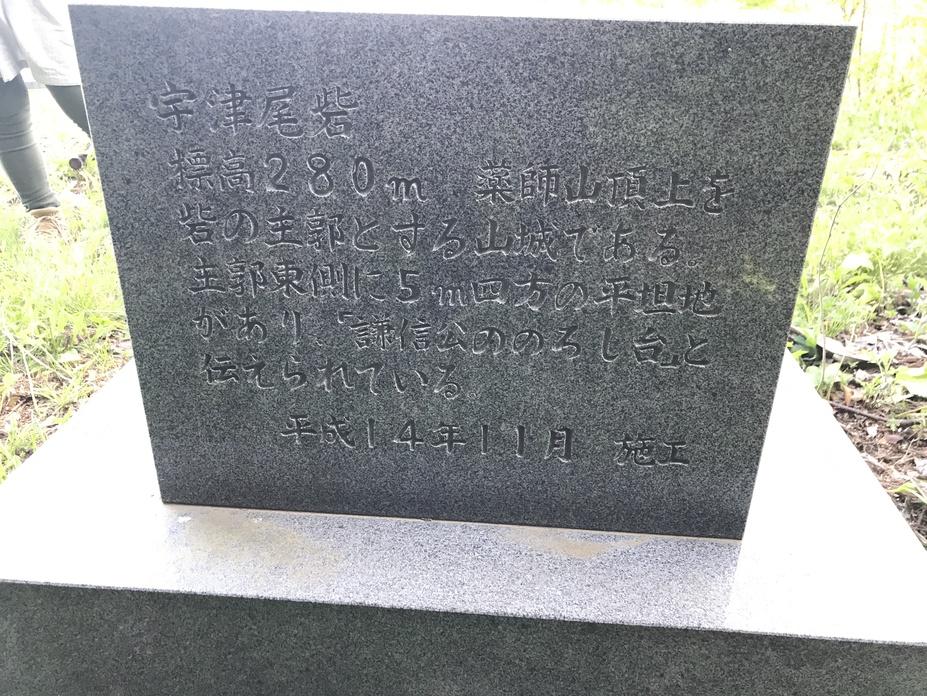 宇津尾砦
標高280m 薬師山頂上を
砦の主郭とする山城である。
主郭東側に5m四方の平坦地
があり、「謙信公ののろし台」と
伝えられている。
平成14年11月 施工